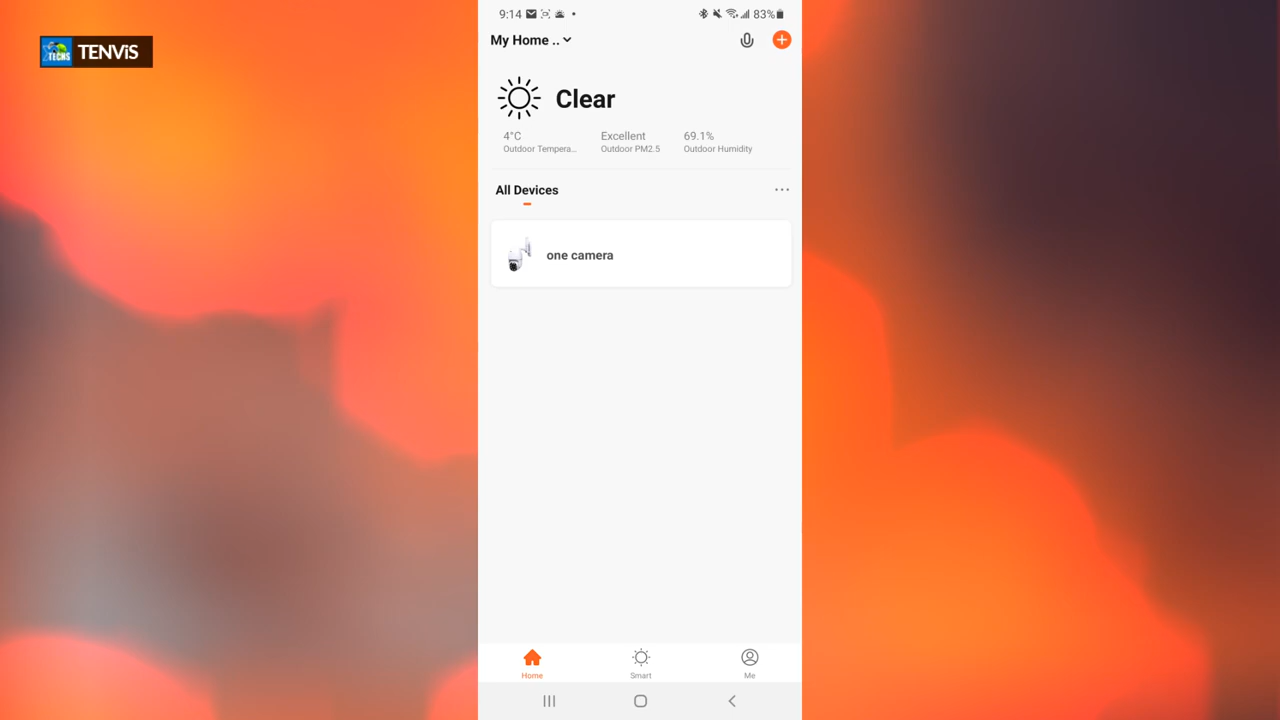 TECHS TENViS
9:14 83%
My Home ..
Clear
4°C Excellent 69.1%
Outdoor Tempera... Outdoor PM2.5 Outdoor Humidity
All Devices
one camera
Home Smart Me